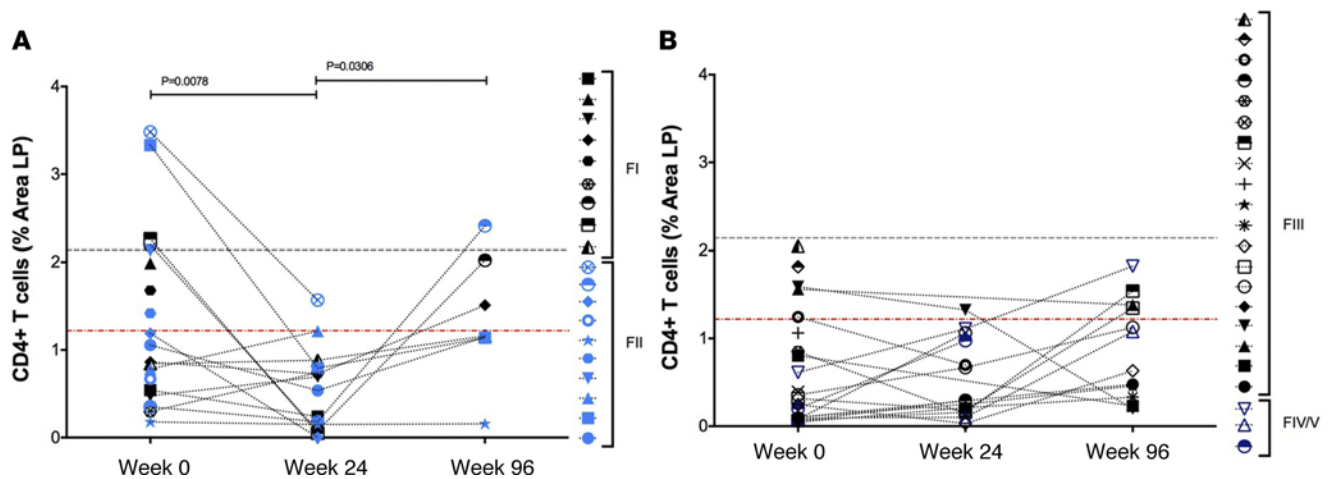 A
P=0.0078
P=0.0306
CD4+ T cells (% Area LP)
4
3
2
1
0
Week 0
Week 24
Week 96
FI
FII
B
CD4+ T cells (% Area LP)
4
3
2
1
0
Week 0
Week 24
Week 96
FIII
FIV/V